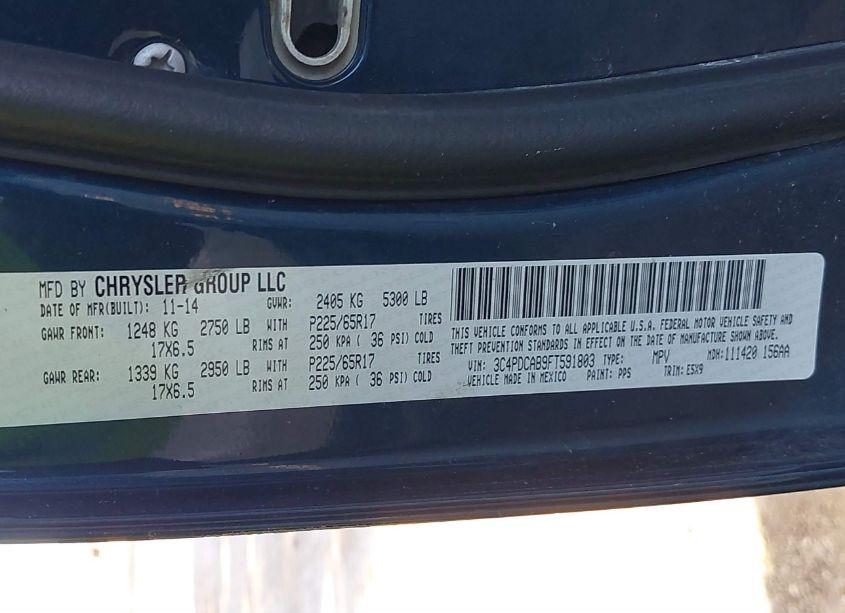 MFD BY CHRYSLER GROUP LLC
DATE OF MFR(BUILT): 11-14 GVWR: 2405 KG 5300 LB
GAWR FRONT: 1248 KG 2750 LB WITH P225/65R17 TIRES
17X6.5 RIMS AT 250 KPA ( 36 PSI) COLD
GAWR REAR: 1339 KG 2950 LB WITH P225/65R17 TIRES
17X6.5 RIMS AT 250 KPA ( 36 PSI) COLD
THIS VEHICLE CONFORMS TO ALL APPLICABLE U.S.A. FEDERAL MOTOR VEHICLE SAFETY AND
THEFT PREVENTION STANDARDS IN EFFECT ON THE DATE OF MANUFACTURE SHOWN ABOVE.
VIN: 3C4PDCAB9FT591803 TYPE: MPV MDH: 111420 156AA
VEHICLE MADE IN MEXICO PAINT: PPS TRIM: E5X9